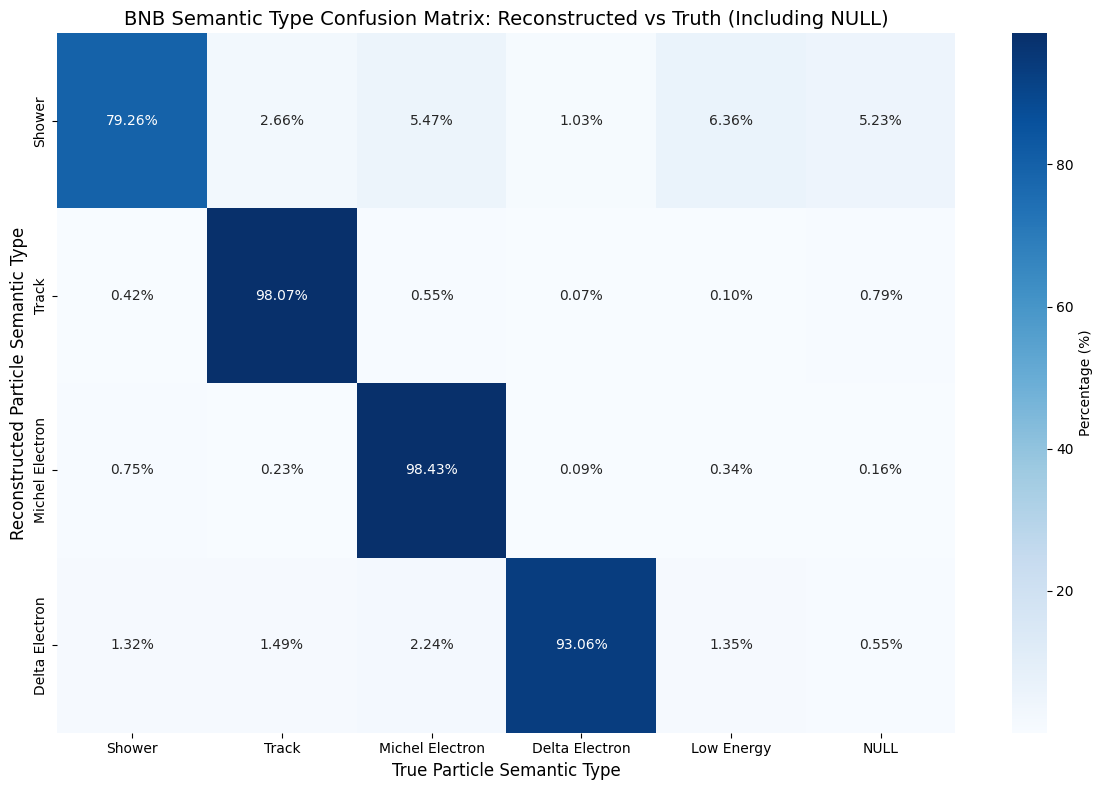 BNB Semantic Type Confusion Matrix: Reconstructed vs Truth (Including NULL)
Reconstructed Particle Semantic Type
Shower
79.26% 2.66% 5.47% 1.03% 6.36% 5.23%
Track
0.42% 98.07% 0.55% 0.07% 0.10% 0.79%
Michel Electron
0.75% 0.23% 98.43% 0.09% 0.34% 0.16%
Delta Electron
1.32% 1.49% 2.24% 93.06% 1.35% 0.55%
Shower Track Michel Electron Delta Electron Low Energy NULL
True Particle Semantic Type
80
60
40
20
Percentage (%)